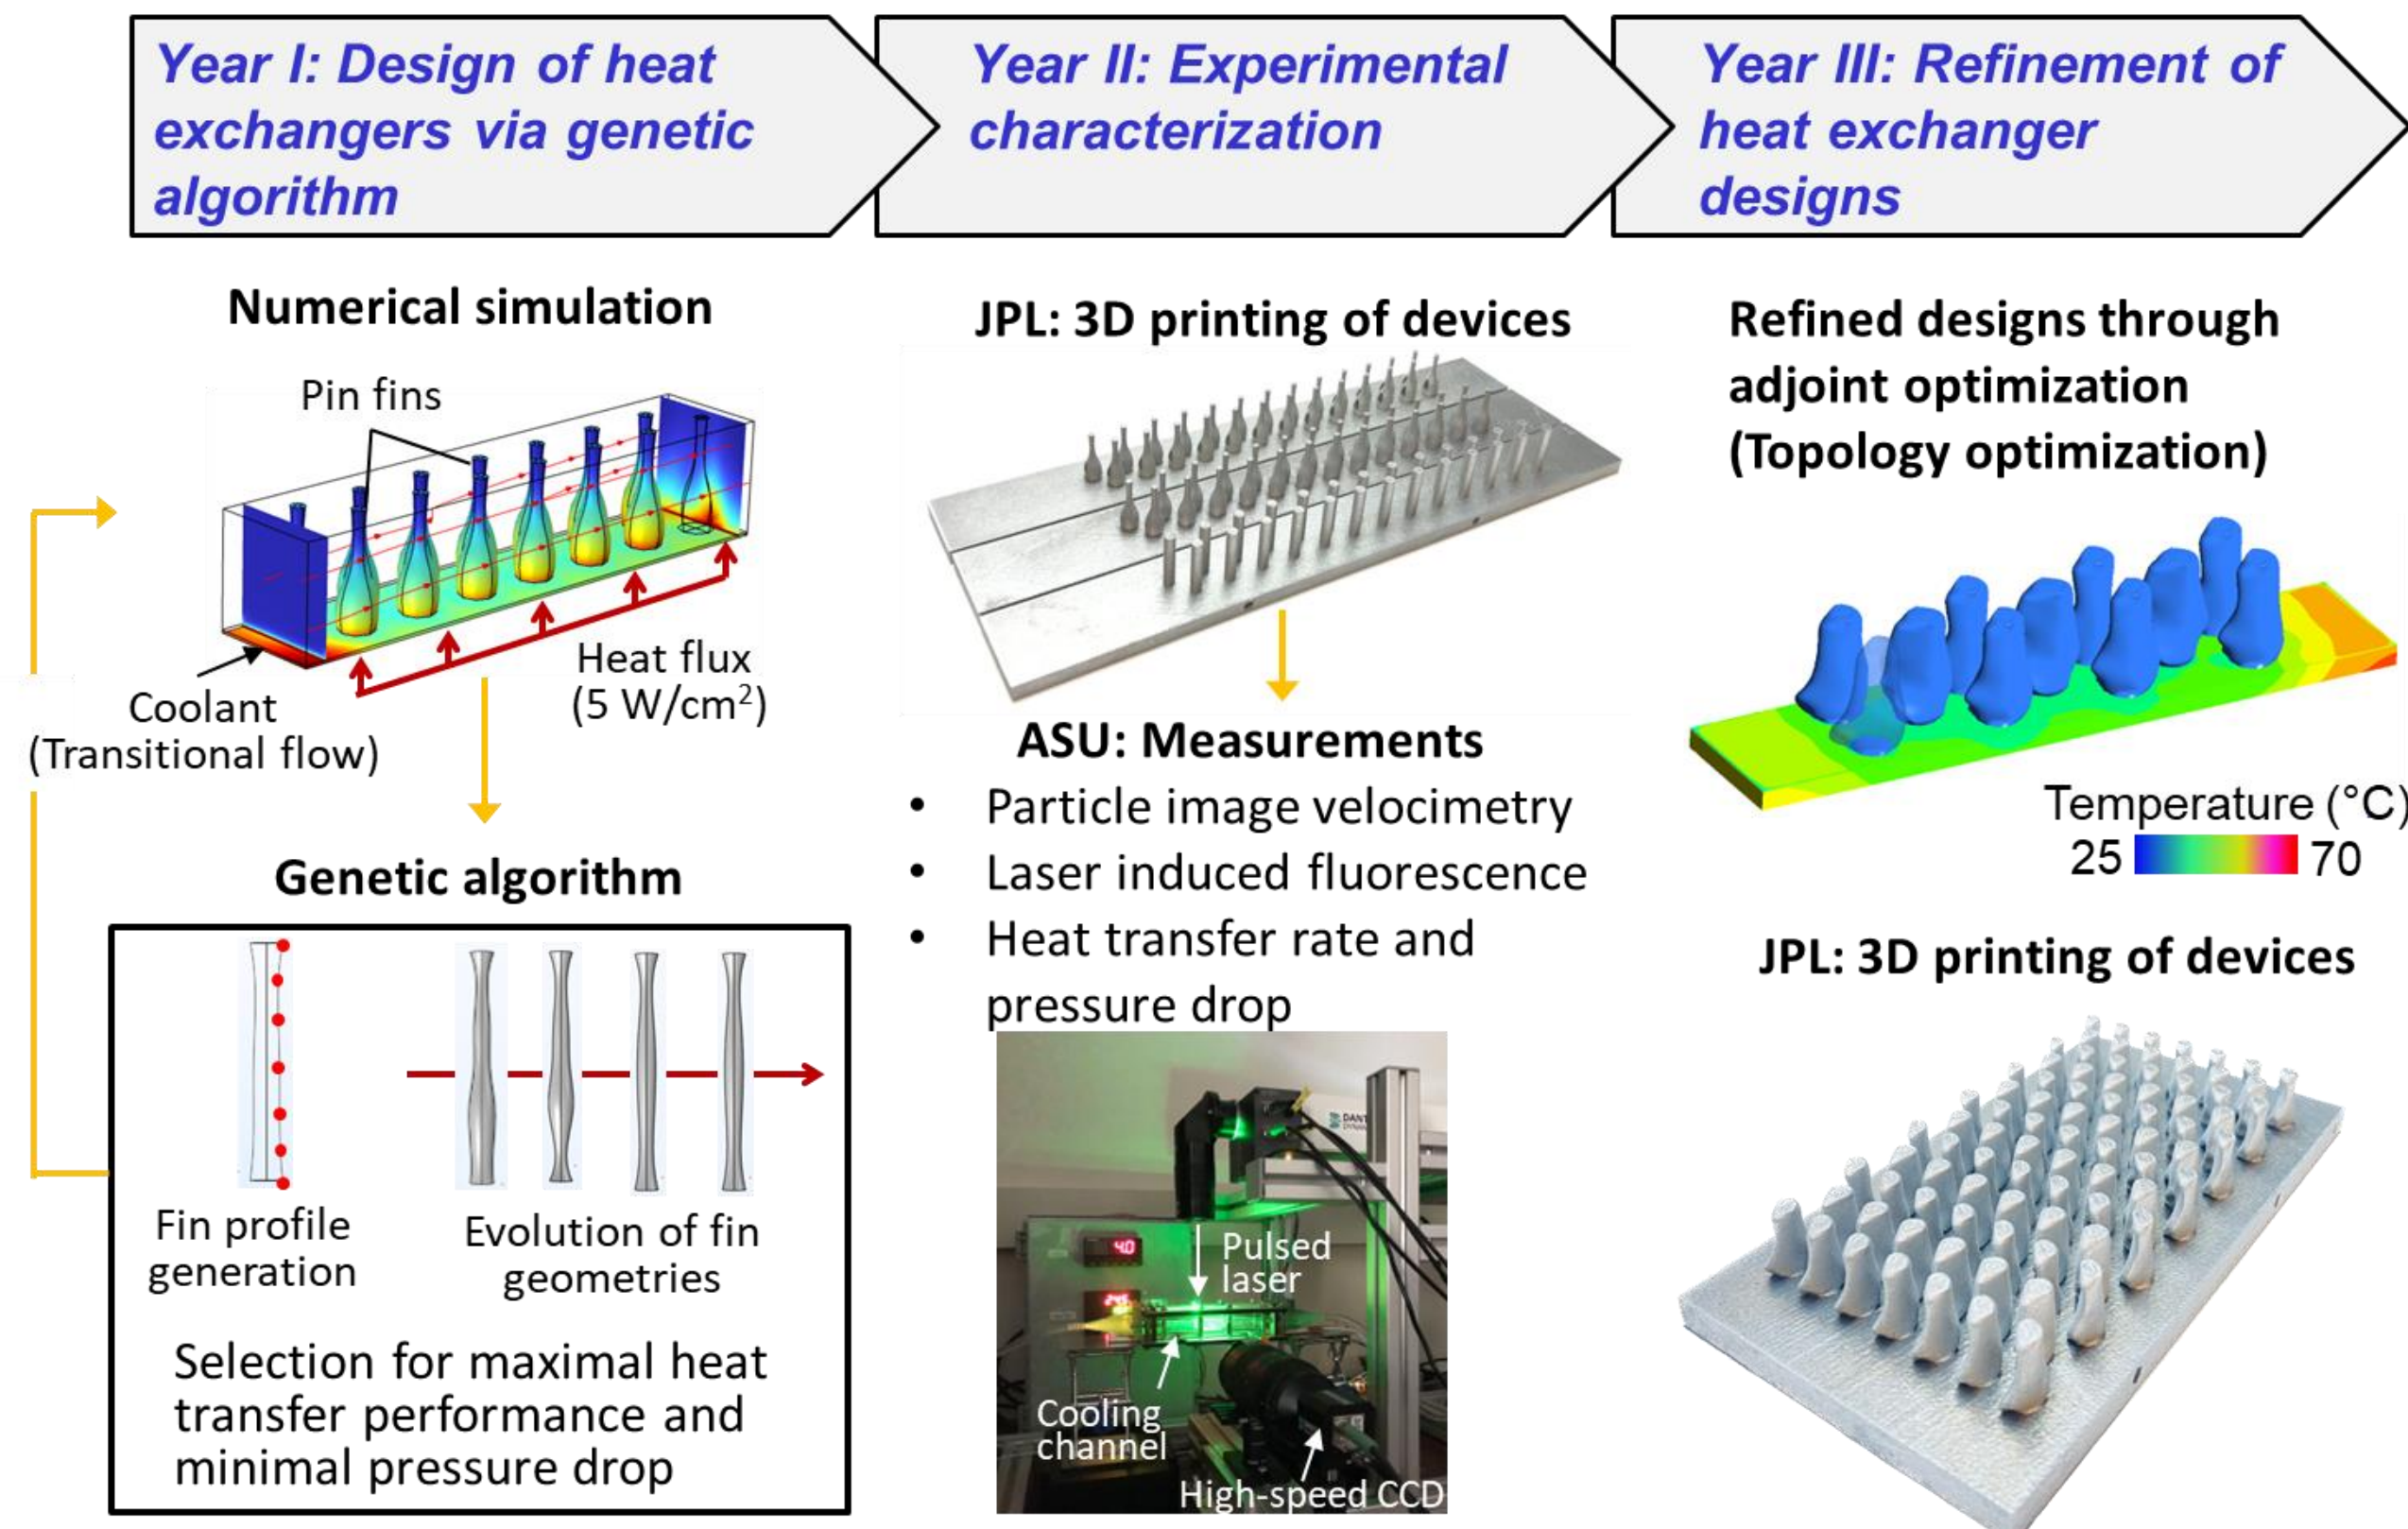 Year I: Design of heat
exchangers via genetic
algorithm
Year II: Experimental
characterization
Year III: Refinement of
heat exchanger
designs
Numerical simulation
Pin fins
Heat flux
(5 W/cm²)
Coolant
(Transitional flow)
Genetic algorithm
Fin profile
generation
Evolution of fin
geometries
Selection for maximal heat
transfer performance and
minimal pressure drop
JPL: 3D printing of devices
ASU: Measurements
• Particle image velocimetry
• Laser induced fluorescence
• Heat transfer rate and
pressure drop
DANT
4.0
Pulsed
laser
Cooling
channel
High-speed CCD
Refined designs through
adjoint optimization
(Topology optimization)
Temperature (°C)
25 70
JPL: 3D printing of devices